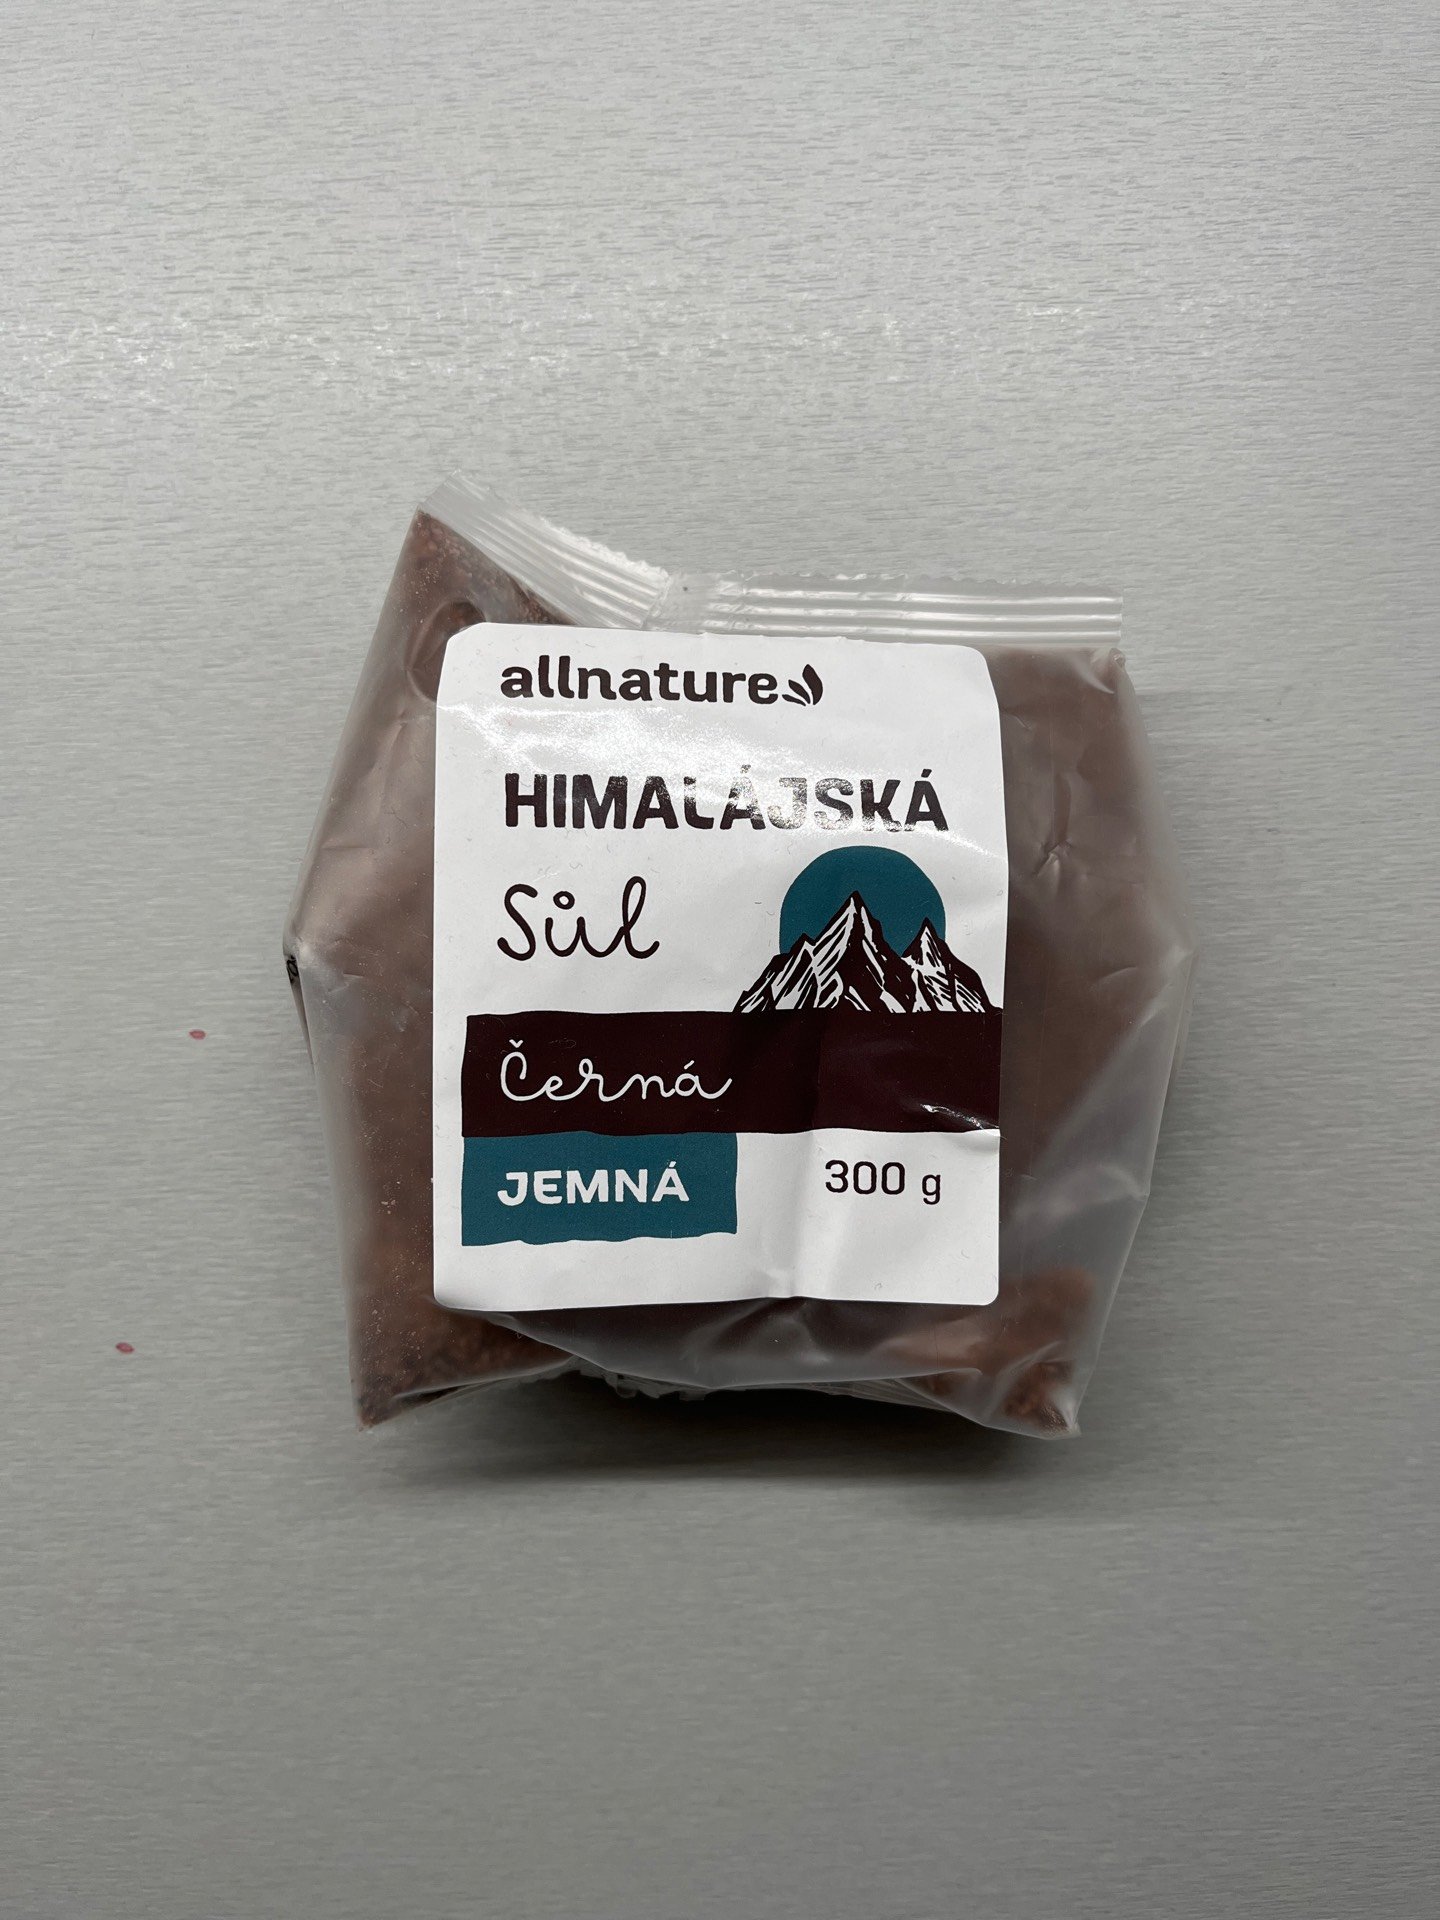 allnature
HIMALÁJSKÁ
Sůl
Černá
JEMNÁ
300 g